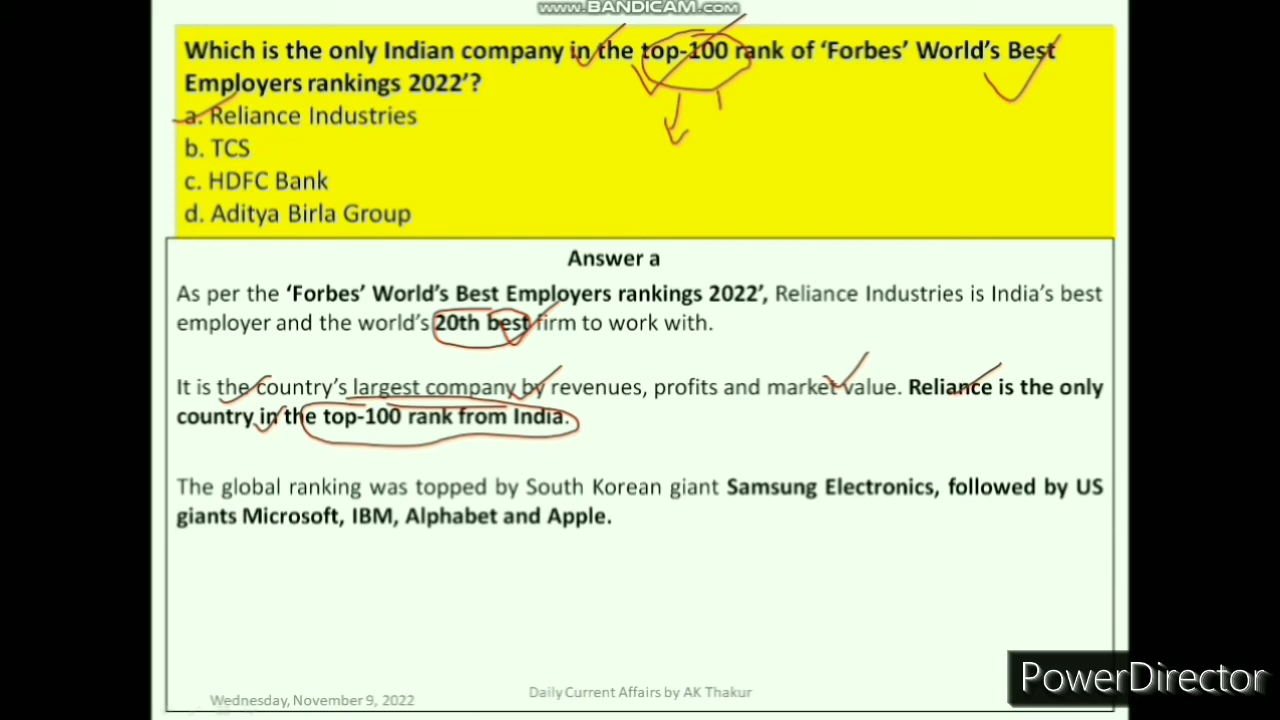 www.BANDICAM.com
Which is the only Indian company in the top-100 rank of ‘Forbes’ World’s Best
Employers rankings 2022’?
a. Reliance Industries
b. TCS
c. HDFC Bank
d. Aditya Birla Group
Answer a
As per the ‘Forbes’ World’s Best Employers rankings 2022’, Reliance Industries is India’s best
employer and the world’s 20th best firm to work with.
It is the country’s largest company by revenues, profits and market value. Reliance is the only
country in the top-100 rank from India.
The global ranking was topped by South Korean giant Samsung Electronics, followed by US
giants Microsoft, IBM, Alphabet and Apple.
Wednesday, November 9, 2022
Daily Current Affairs by AK Thakur
PowerDirector